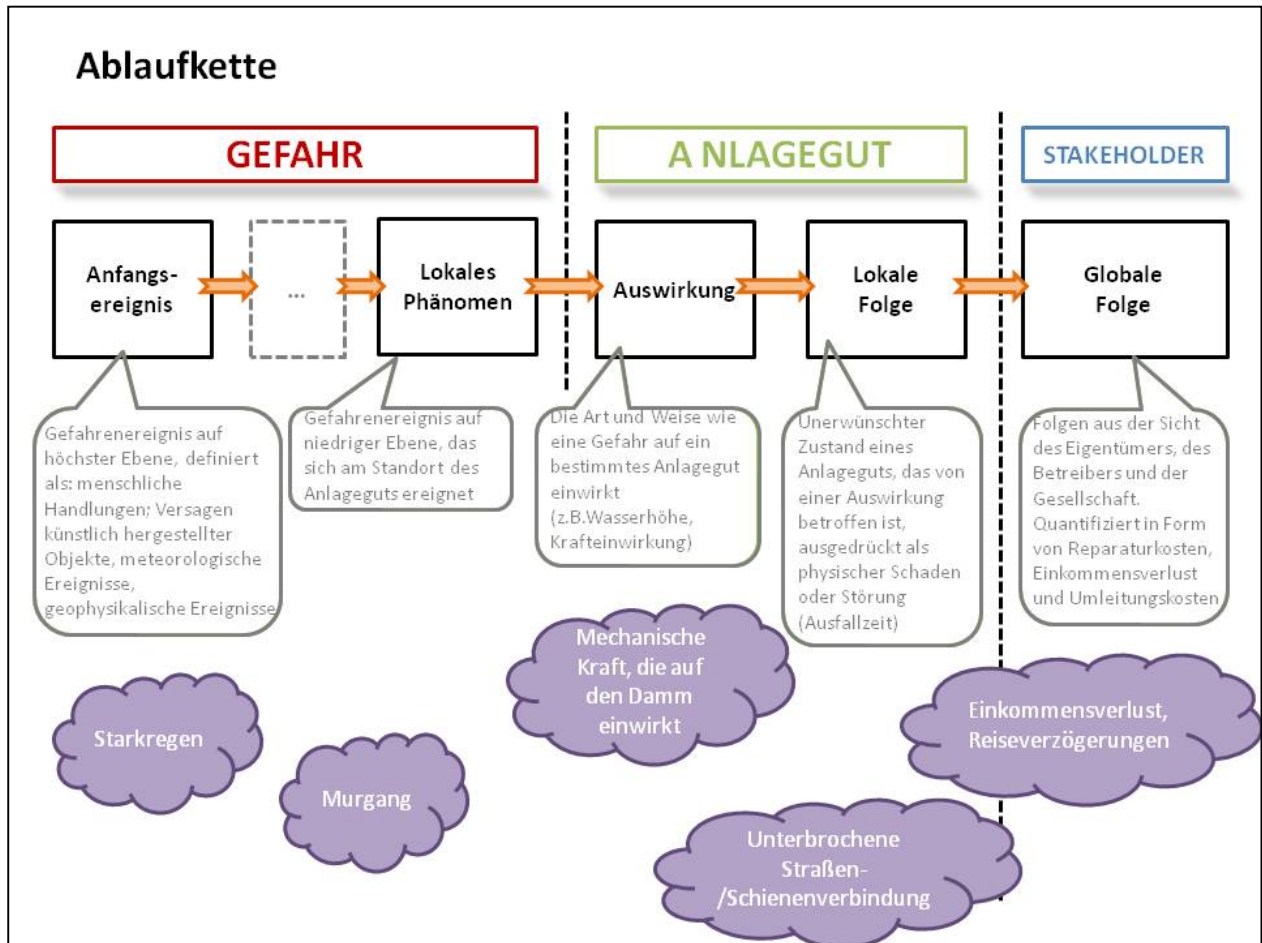 Ablaufkette
GEFAHR
A NLAGEGUT
STAKEHOLDER
Anfangs-
ereignis
...
Lokales
Phänomen
Auswirkung
Lokale
Folge
Globale
Folge
Gefahrenereignis auf
höchster Ebene, definiert
als: menschliche
Handlungen; Versagen
künstlich hergestellter
Objekte, meteorologische
Ereignisse,
geophysikalische Ereignisse
Gefahrenereignis auf
niedriger Ebene, das
sich am Standort des
Anlageguts ereignet
Die Art und Weise wie
eine Gefahr auf ein
bestimmtes Anlagegut
einwirkt
(z.B.Wasserhöhe,
Krafteinwirkung)
Unerwünschter
Zustand eines
Anlageguts, das von
einer Auswirkung
betroffen ist,
ausgedrückt als
physischer Schaden
oder Störung
(Ausfallzeit)
Folgen aus der Sicht
des Eigentümers, des
Betreibers und der
Gesellschaft.
Quantifiziert in Form
von Reparaturkosten,
Einkommensverlust
und Umleitungskosten
Starkregen
Murgang
Mechanische
Kraft, die auf
den Damm
einwirkt
Unterbrochene
Straßen-
/Schienenverbindung
Einkommensverlust,
Reiseverzögerungen